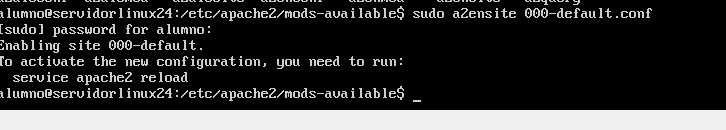 alumno@servidorlinux24:/etc/apache2/mods-available$ sudo a2ensite 000-default.conf
[sudo] password for alumno:
Enabling site 000-default.
To activate the new configuration, you need to run:
  service apache2 reload
alumno@servidorlinux24:/etc/apache2/mods-available$ _